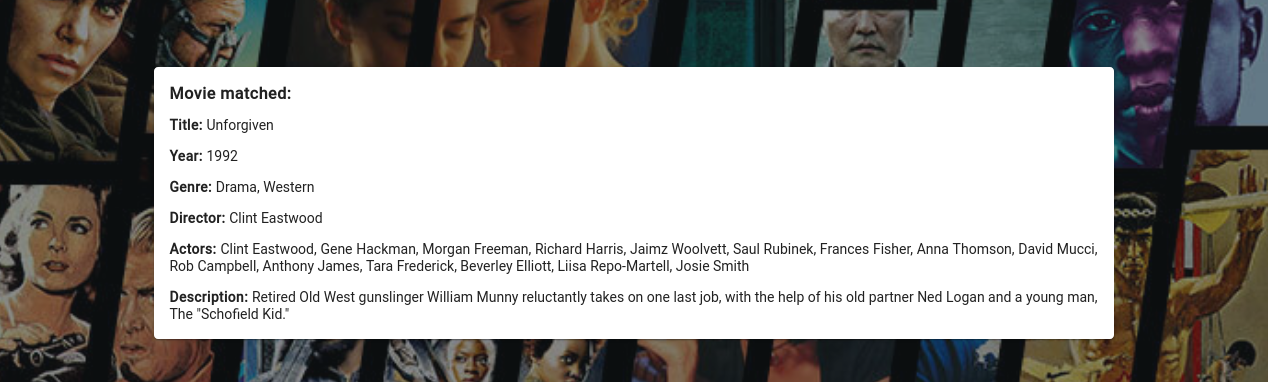 Movie matched:
Title: Unforgiven
Year: 1992
Genre: Drama, Western
Director: Clint Eastwood
Actors: Clint Eastwood, Gene Hackman, Morgan Freeman, Richard Harris, Jaimz Woolvett, Saul Rubinek, Frances Fisher, Anna Thomson, David Mucci,
Rob Campbell, Anthony James, Tara Frederick, Beverley Elliott, Liisa Repo-Martell, Josie Smith
Description: Retired Old West gunslinger William Munny reluctantly takes on one last job, with the help of his old partner Ned Logan and a young man,
The "Schofield Kid."